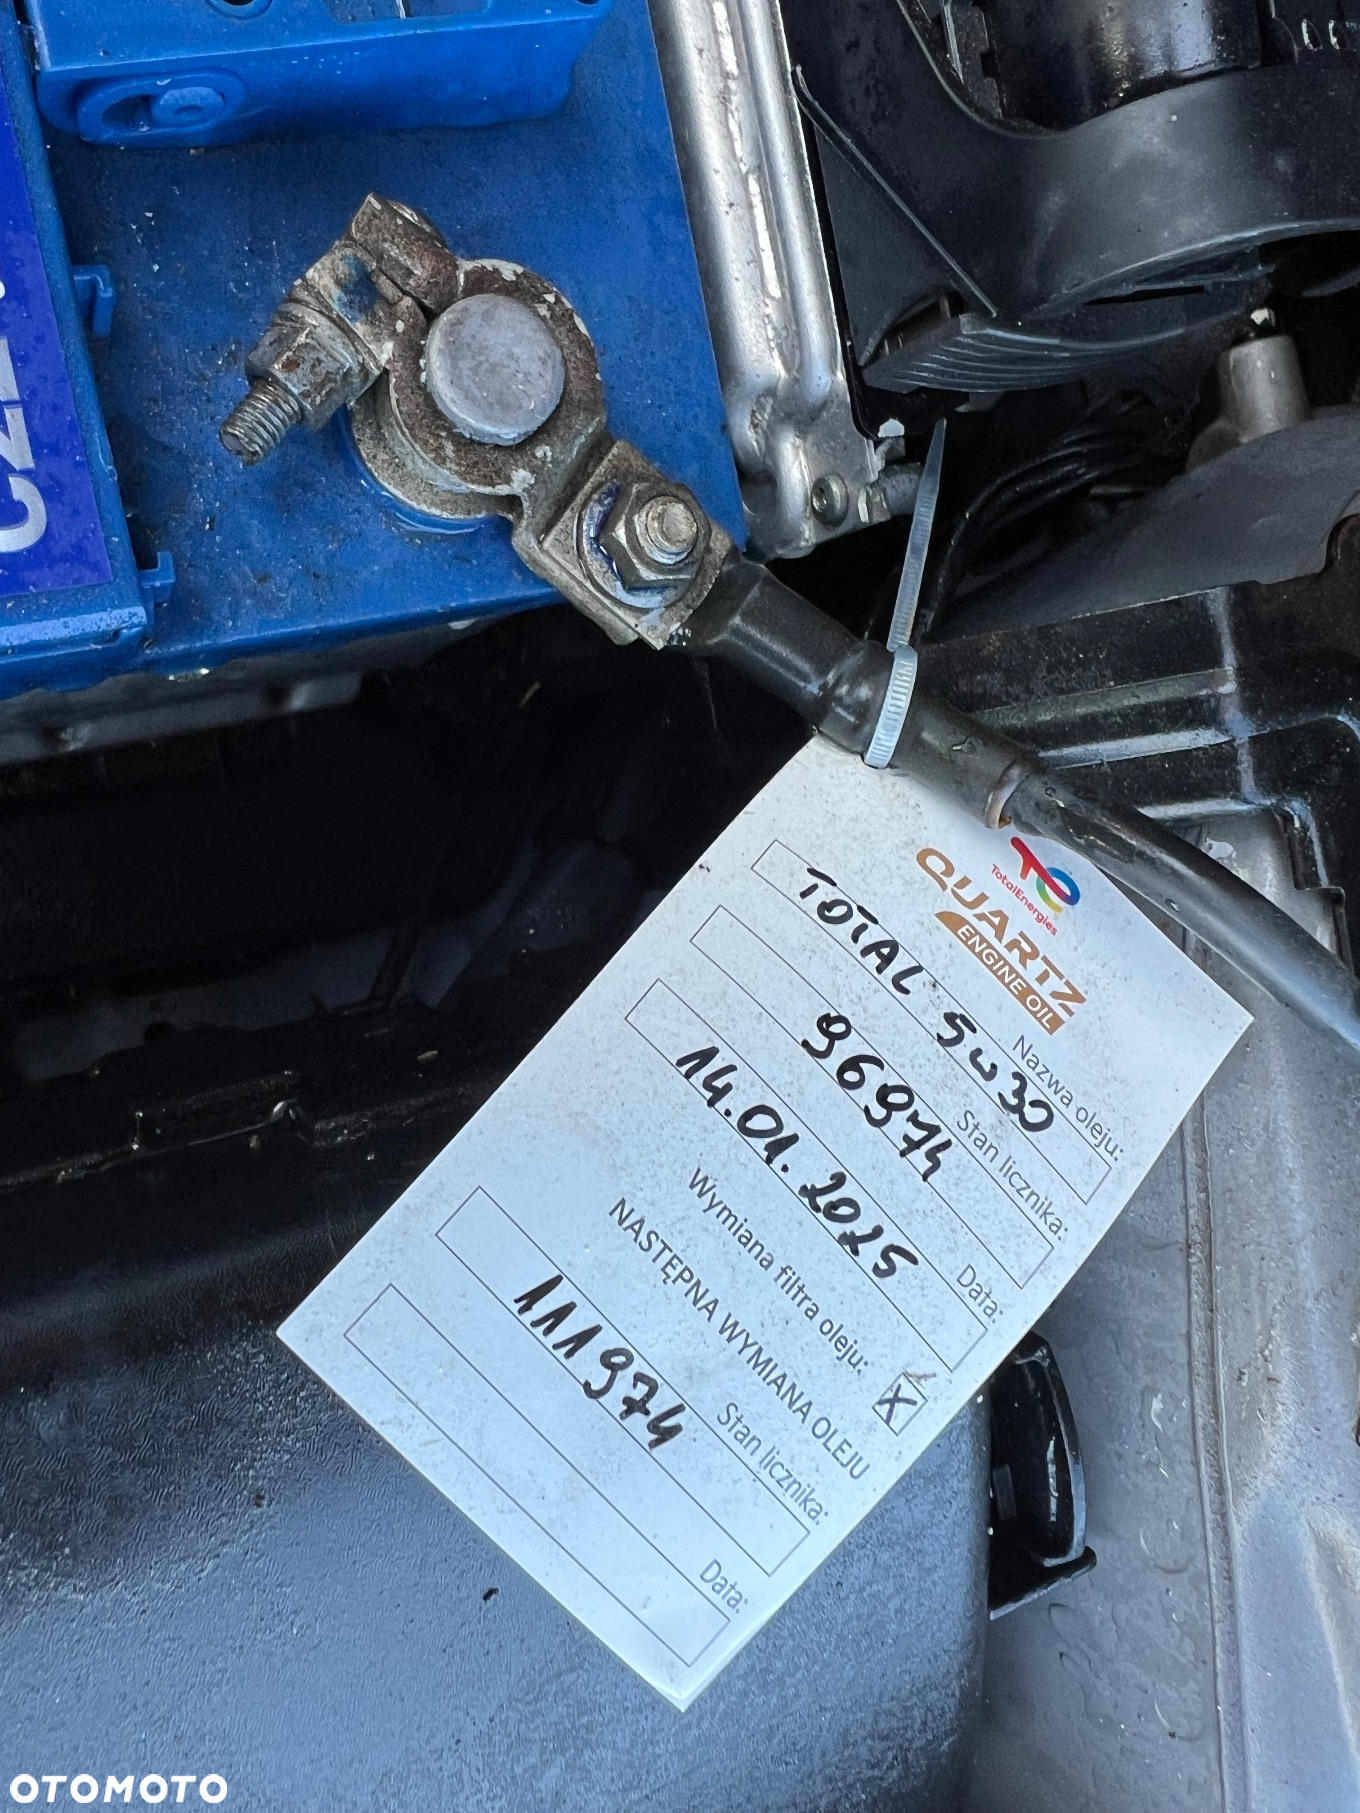 TotalEnergies
QUARTZ
ENGINE OIL
Nazwa oleju:
TOTAL 5W30
Stan licznika:
96974
Data:
14.01.2025
Wymiana filtra oleju: X
NASTĘPNA WYMIANA OLEJU
Stan licznika:
111974
Data:
OTOMOTO